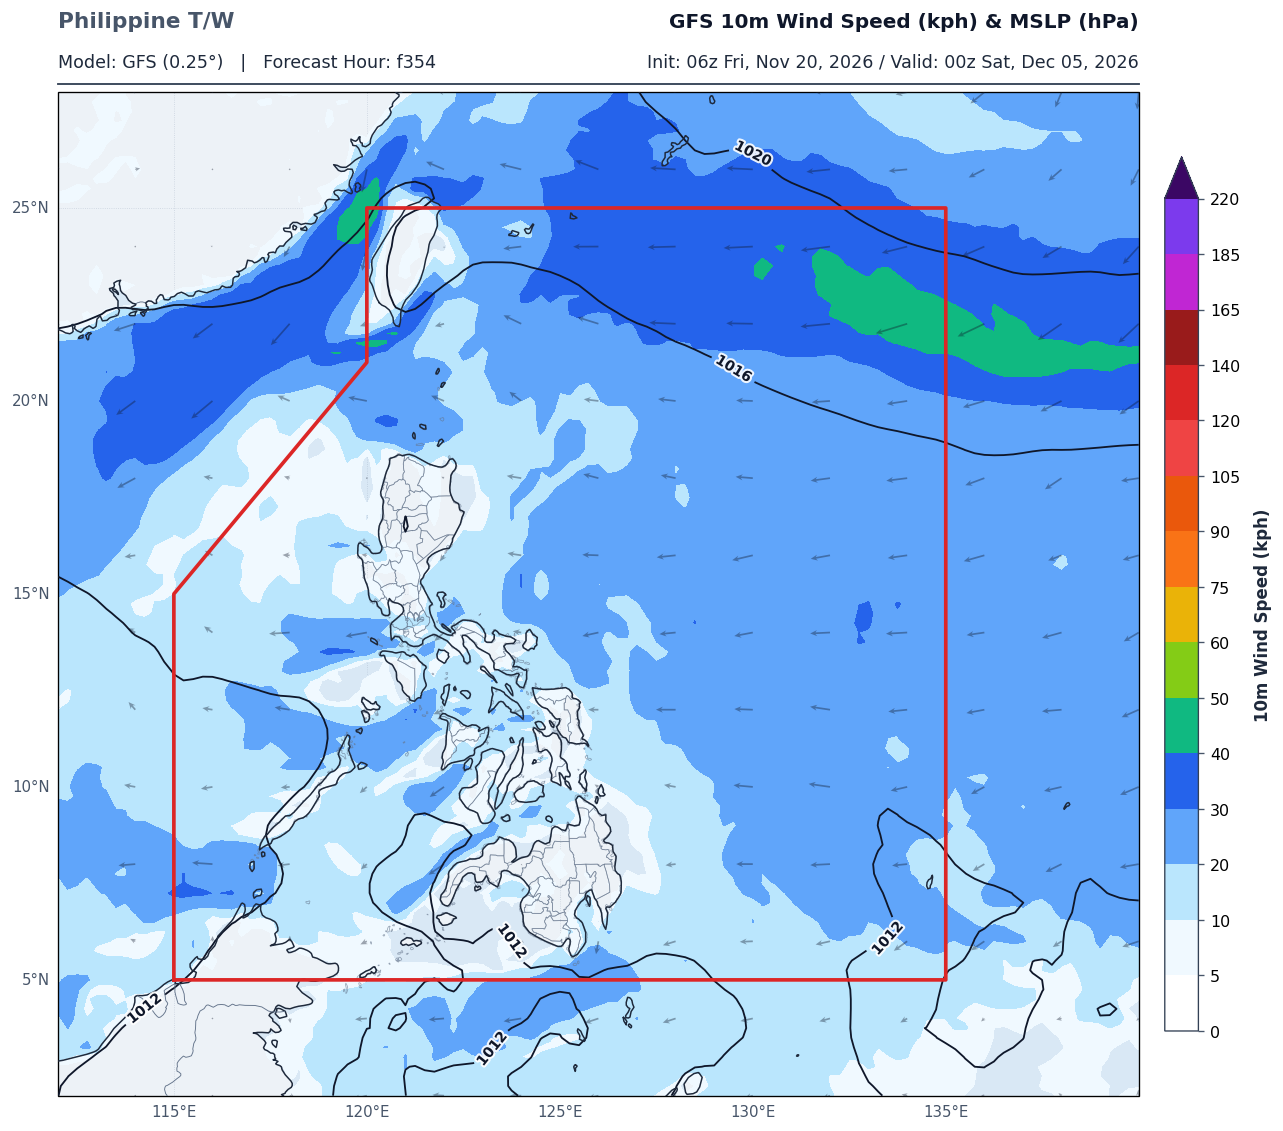 Philippine T/W
GFS 10m Wind Speed (kph) & MSLP (hPa)
Model: GFS (0.25°)   |   Forecast Hour: f354
Init: 06z Fri, Nov 20, 2026 / Valid: 00z Sat, Dec 05, 2026
1020
1016
1012
1012
1012
1012
25°N
20°N
15°N
10°N
5°N
115°E
120°E
125°E
130°E
135°E
220
185
165
140
120
105
90
75
60
50
40
30
20
10
5
0
10m Wind Speed (kph)